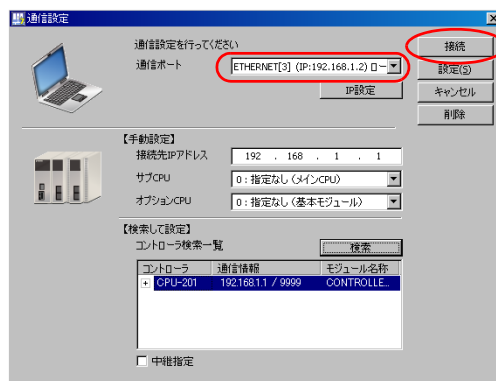 通信設定
通信設定を行ってください
通信ポート
ETHERNET[3] (IP:192.168.1.2) ロー
接続
設定(S)
IP設定
キャンセル
削除
【手動設定】
接続先IPアドレス
192 . 168 . 1 . 1
サブCPU
0 : 指定なし (メインCPU)
オプションCPU
0 : 指定なし (基本モジュール)
【検索して設定】
コントローラ検索一覧
検索
コントローラ 通信情報 モジュール名称
CPU-201 192.168.1.1 / 9999 CONTROLLE...
中継指定